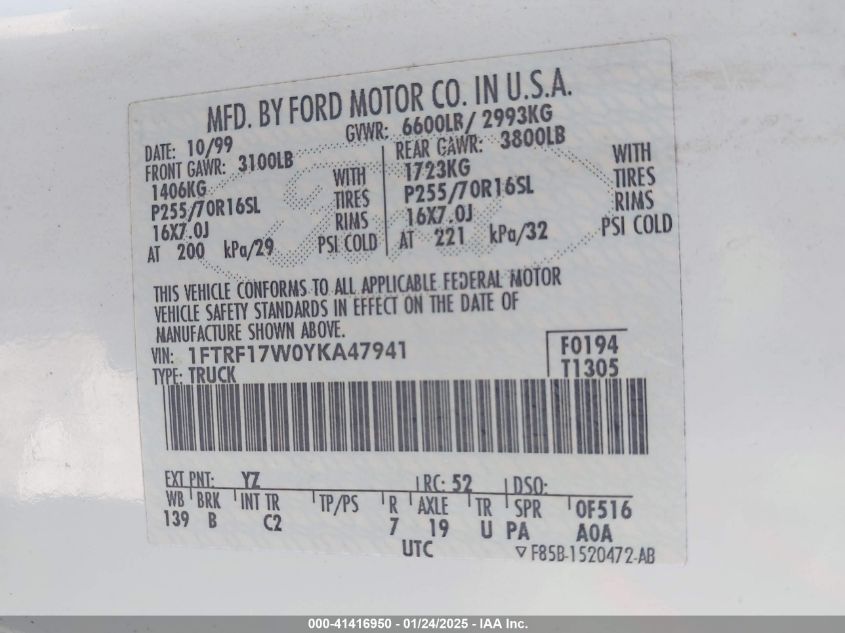 MFD. BY FORD MOTOR CO. IN U.S.A.
DATE: 10/99 GVWR: 6600LB/ 2993KG
FRONT GAWR: 3100LB REAR GAWR: 3800LB
1406KG WITH 1723KG WITH
P255/70R16SL TIRES P255/70R16SL TIRES
16X7.0J RIMS 16X7.0J RIMS
AT 200 kPa/29 PSI COLD AT 221 kPa/32 PSI COLD
THIS VEHICLE CONFORMS TO ALL APPLICABLE FEDERAL MOTOR
VEHICLE SAFETY STANDARDS IN EFFECT ON THE DATE OF
MANUFACTURE SHOWN ABOVE.
VIN: 1FTRF17W0YKA47941 F0194
TYPE: TRUCK T1305
EXT PNT: YZ RC: 52 DSO:
WB BRK INT TR TP/PS R AXLE TR SPR 0F516
139 B C2 7 19 U PA A0A
UTC ▽F85B-1520472-AB
000-41416950 - 01/24/2025 - IAA Inc.